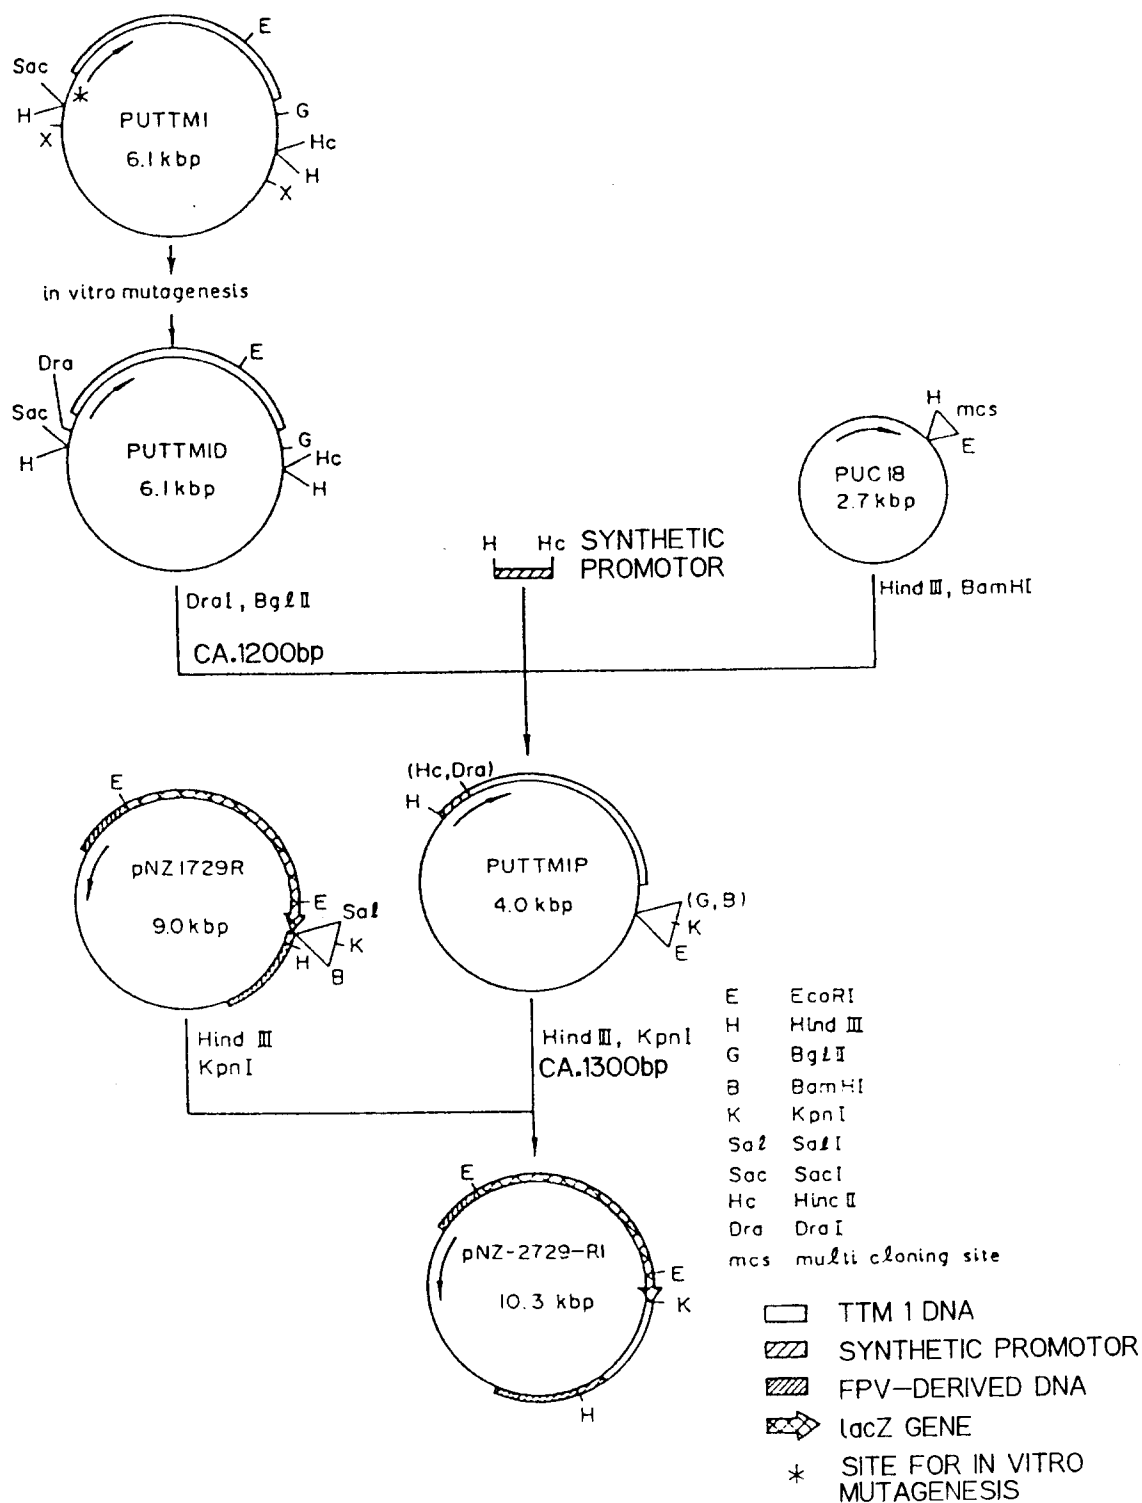 E
Sac
H
X
PUTTMI
6.1 kbp
G
Hc
H
X
in vitro mutagenesis
Dra
E
Sac
H
PUTTMID
6.1 kbp
G
Hc
H
H
mcs
E
PUC 18
2.7 kbp
H Hc SYNTHETIC
PROMOTOR
DraI, BglII
CA.1200bp
Hind III, BamHI
(Hc,Dra)
H
E
pNZ1729R
9.0 kbp
E
Sal
K
H
B
PUTTMIP
4.0 kbp
(G,B)
K
E
Hind III
KpnI
Hind III, KpnI
CA.1300bp
E
pNZ-2729-RI
10.3 kbp
E
K
H
E EcoRI
H Hind III
G BglII
B BamHI
K KpnI
Sal SalI
Sac SacI
Hc Hinc II
Dra DraI
mcs multi cloning site
TTM 1 DNA
SYNTHETIC PROMOTOR
FPV-DERIVED DNA
lacZ GENE
* SITE FOR IN VITRO
MUTAGENESIS